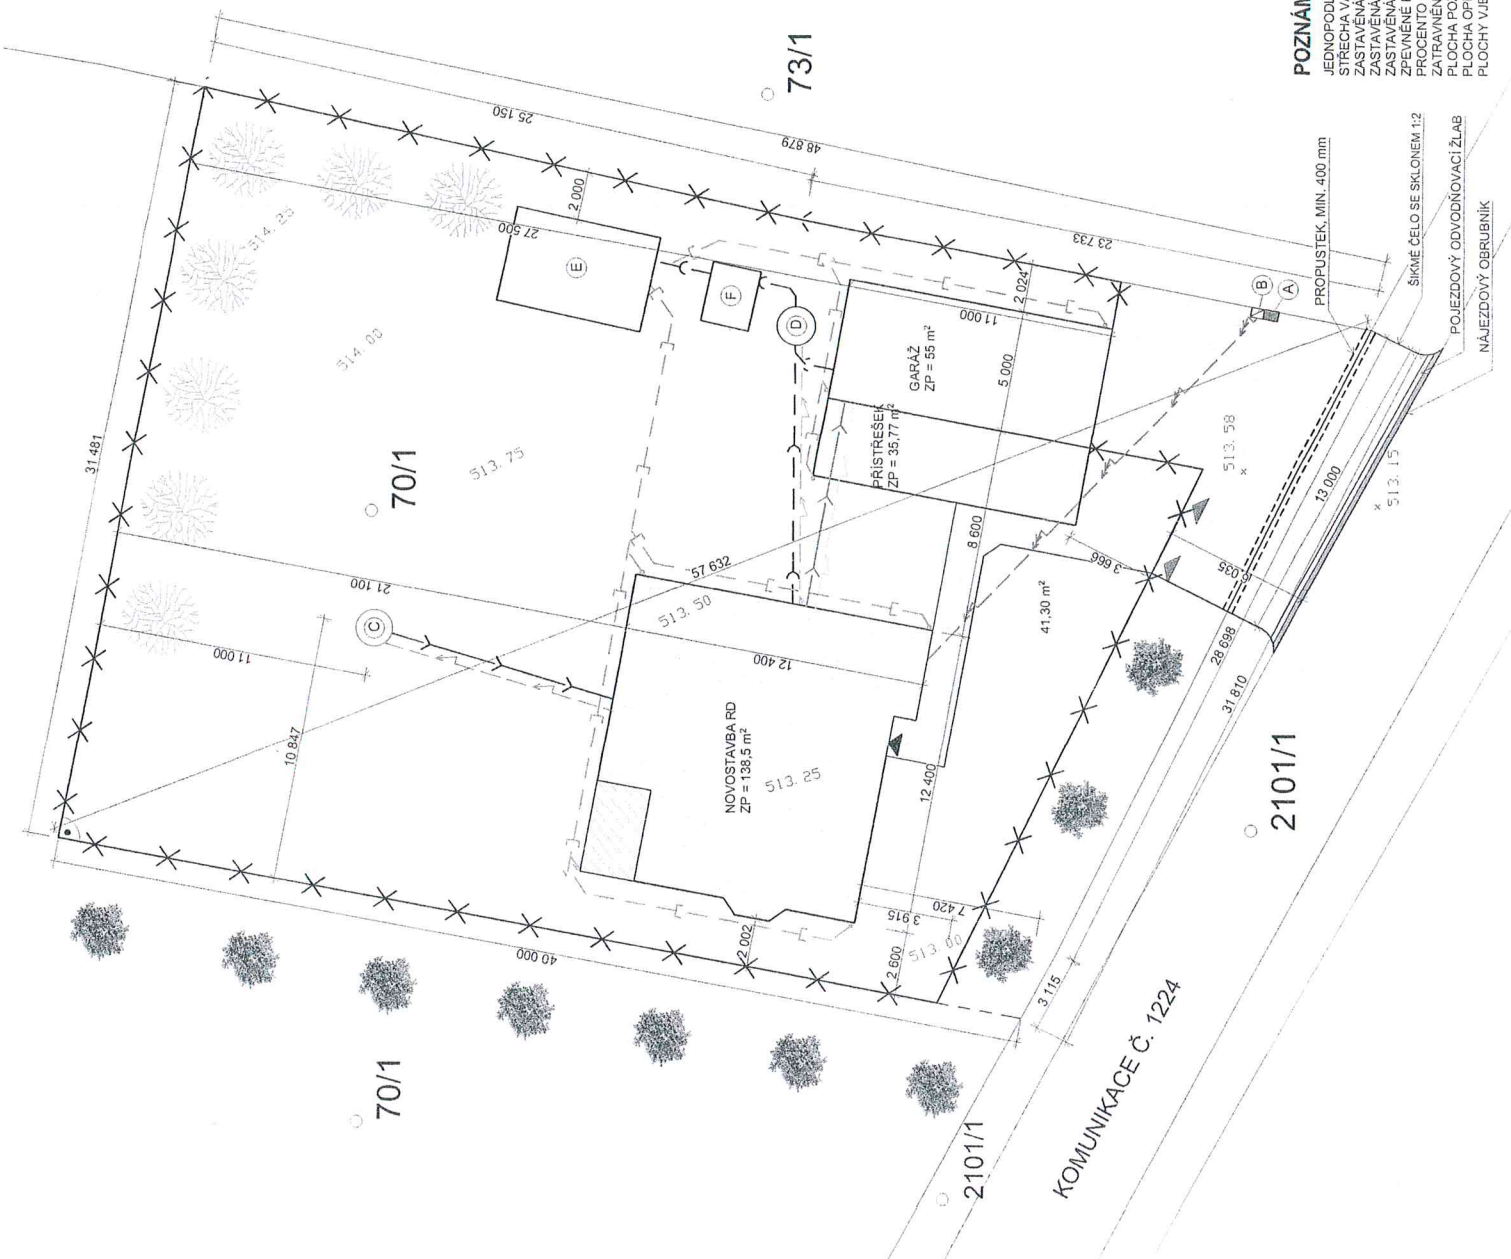 73/1
25 150
48 879
2 000
27 500
23 733
514.25
514.00
513.75
31 481
70/1
21 100
11 000
10 847
57 632
513.50
12 400
C
E
F
D
B
A
GARÁŽ
ZP = 55 m²
11 000
2 024
5 000
PŘÍSTŘEŠEK
ZP = 35,77 m²
8 600
3 666
41,30 m²
6 035
513.58
513.15
13 000
NOVOSTAVBA RD
ZP = 138,5 m²
513.25
12 400
28 698
31 810
2101/1
40 000
2 002
3 915
7 420
2 600
513.00
3 115
70/1
2101/1
KOMUNIKACE Č. 1224
PROPUSTEK, MIN. 400 mm
ŠIKMÉ ČELO SE SKLONEM 1:2
POJEZDOVÝ ODVODŇOVACÍ ŽLAB
NÁJEZDOVÝ OBRUBNÍK
STŘECHA
ZASTAVĚNÁ
ZASTAVĚNÁ
ZASTAVĚNÁ
ZPEVNĚNÉ
PROCENTO
PLOCHA
PLOCHA
PLOCHY